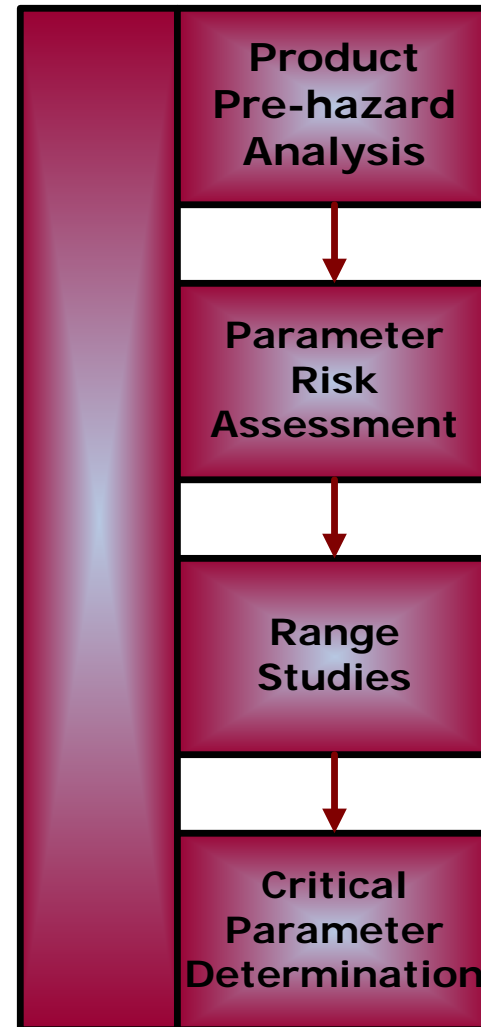 Product
Pre-hazard
Analysis
Parameter
Risk
Assessment
Range
Studies
Critical
Parameter
Determination